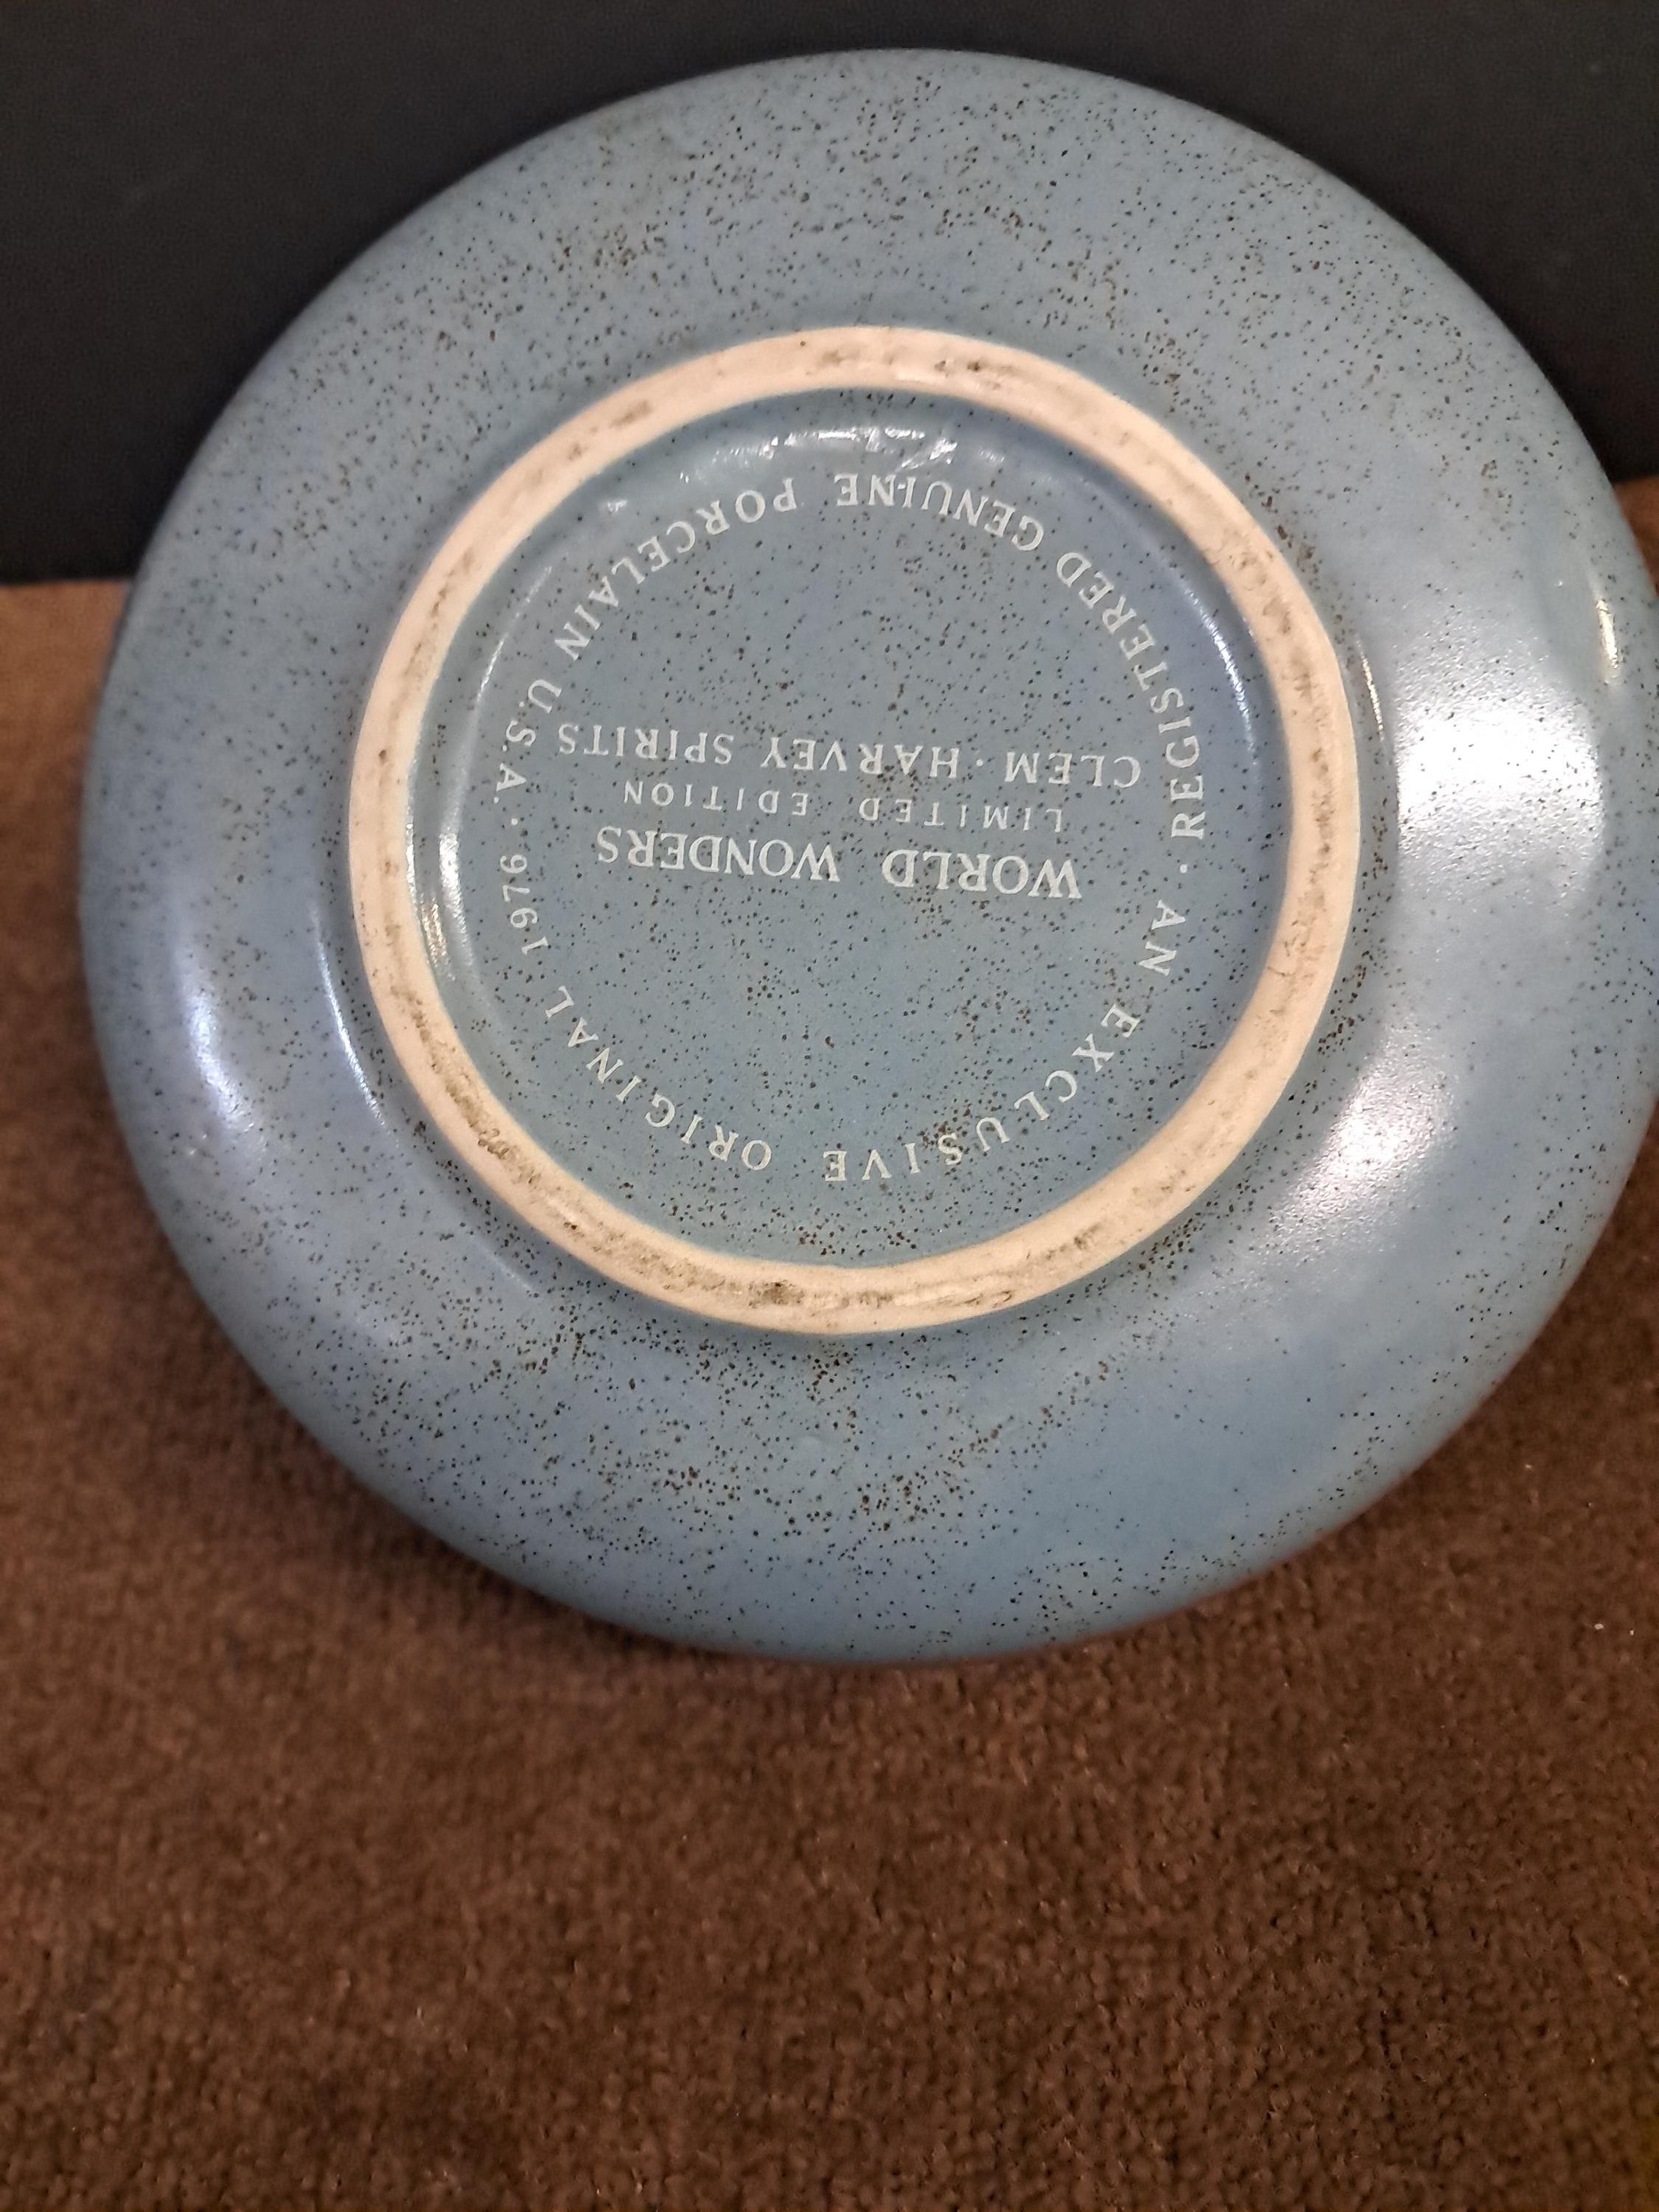 AN EXCLUSIVE ORIGINAL 1976.
WORLD WONDERS
LIMITED EDITION
CLEM · HARVEY SPIRITS
REGISTERED GENUINE PORCELAIN U.S.A. ·